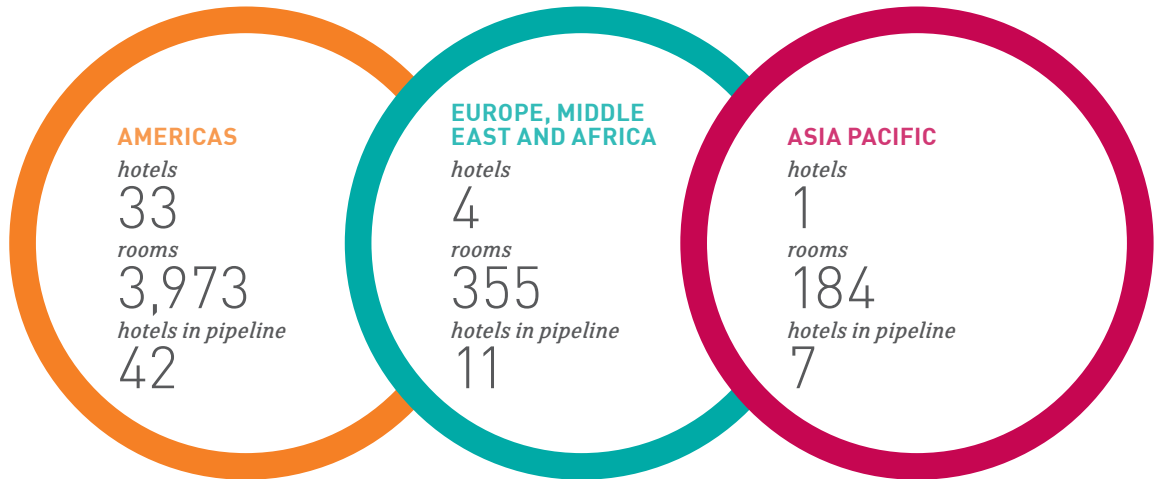 AMERICAS
hotels
33
rooms
3,973
hotels in pipeline
42
EUROPE, MIDDLE
EAST AND AFRICA
hotels
4
rooms
355
hotels in pipeline
11
ASIA PACIFIC
hotels
1
rooms
184
hotels in pipeline
7